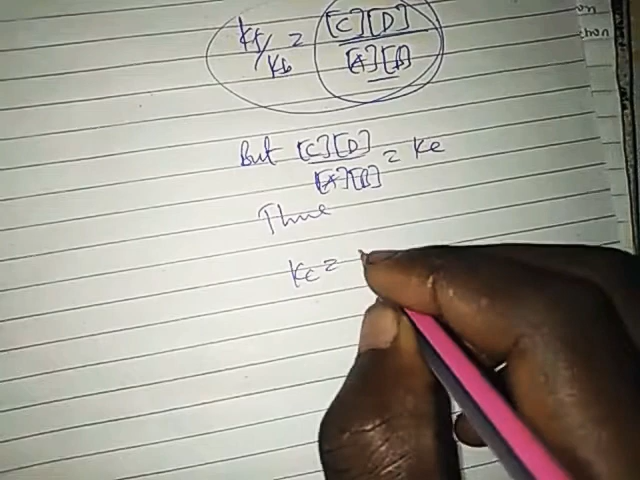 kf/kb = [C][D]/[A][B]
But [C][D]/[A][B] = kc
Thus
kc =